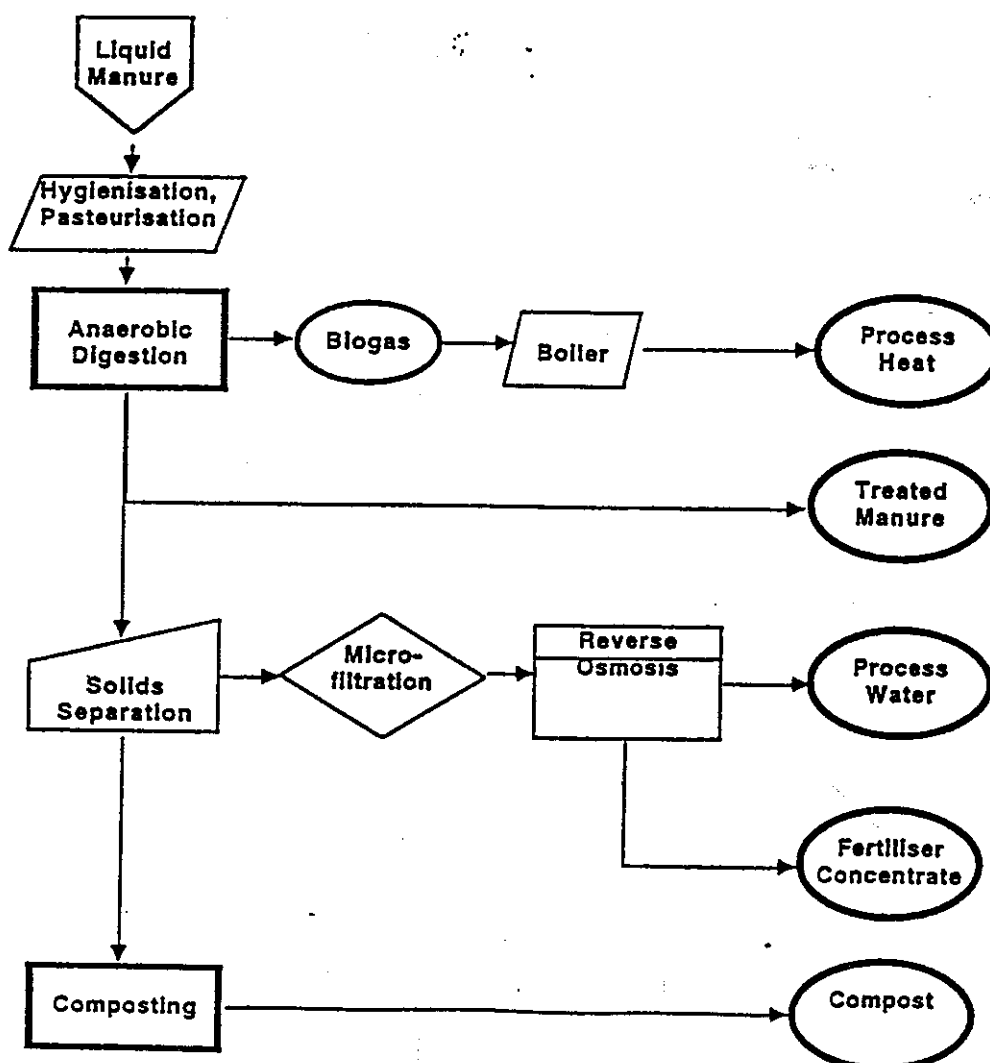 Liquid
Manure
Hygienisation,
Pasteurisation
Anaerobic
Digestion
Biogas
Boiler
Process
Heat
Treated
Manure
Solids
Separation
Micro-
filtration
Reverse
Osmosis
Process
Water
Fertiliser
Concentrate
Composting
Compost